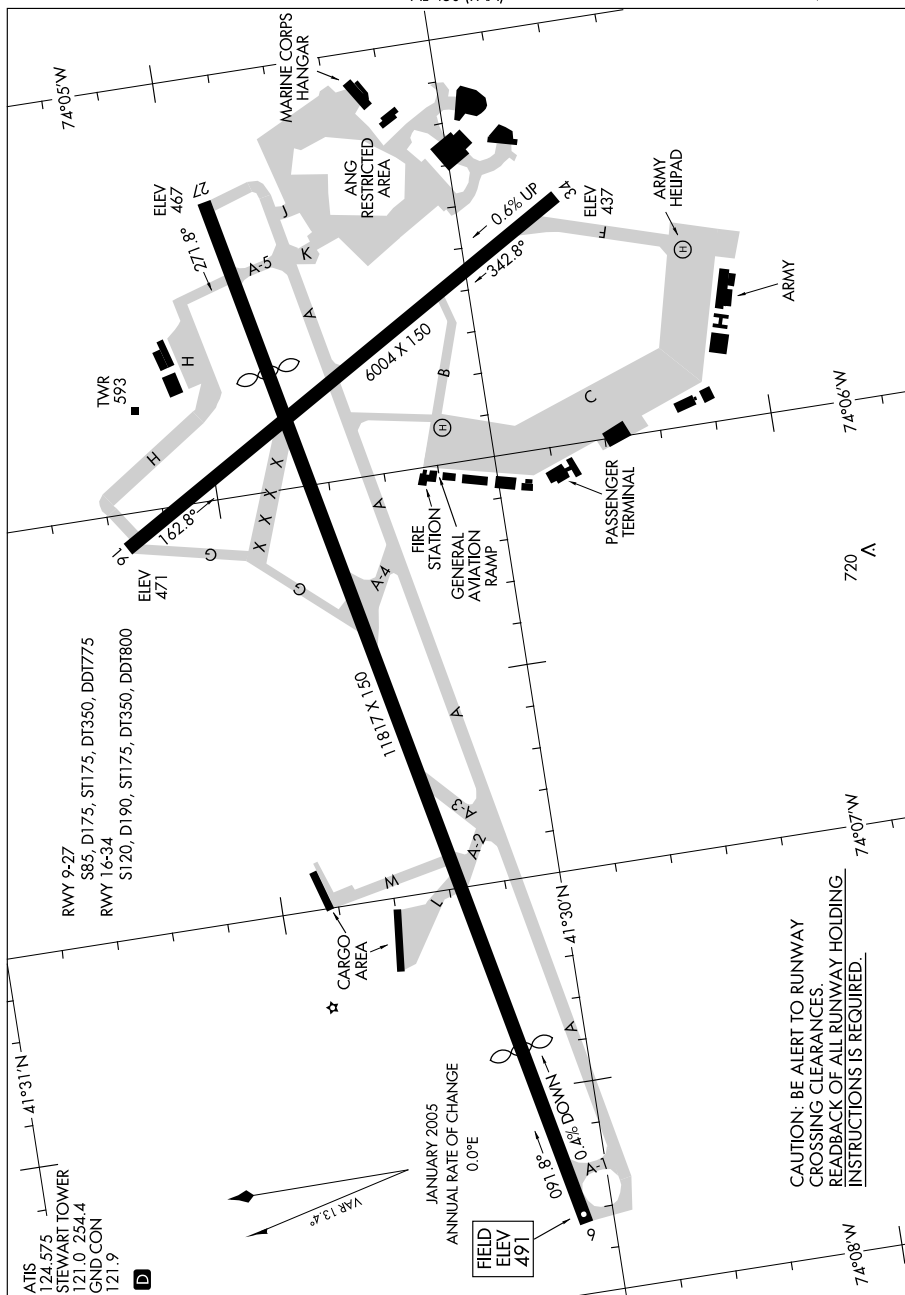 ATIS
124.575
STEWART TOWER
121.0 254.4
GND CON
121.9
D
RWY 9-27
S85, D175, ST175, DT350, DDT775
RWY 16-34
S120, D190, ST175, DT350, DDT800
41°31'N
74°05'W
MARINE CORPS
HANGAR
ELEV
467
27
271.8°
J
ANG
RESTRICTED
AREA
A-5
K
A
0.6% UP
34
ELEV
437
342.8°
ARMY
HELIPAD
F
H
ARMY
TWR
593
H
H
6004 X 150
B
C
H
74°06'W
16
162.8°
X X X X
G
ELEV
471
G
A
A-4
FIRE
STATION
GENERAL
AVIATION
RAMP
PASSENGER
TERMINAL
720
11817 X 150
A
A-3
A-2
M
L
CARGO
AREA
74°07'W
41°30'N
A
VAR 13.4°
JANUARY 2005
ANNUAL RATE OF CHANGE
0.0°E
0.4% DOWN
091.8°
A-1
FIELD
ELEV
491
9
74°08'W
CAUTION: BE ALERT TO RUNWAY
CROSSING CLEARANCES.
READBACK OF ALL RUNWAY HOLDING
INSTRUCTIONS IS REQUIRED.